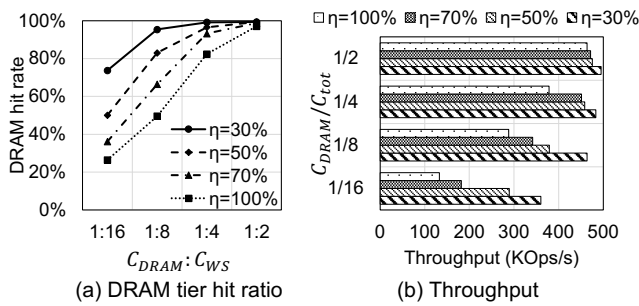 100%
80%
60%
40%
20%
0%
DRAM hit rate
η=30%
η=50%
η=70%
η=100%
1:16 1:8 1:4 1:2
C_DRAM : C_WS
(a) DRAM tier hit ratio
η=100% η=70% η=50% η=30%
1/2
1/4
1/8
1/16
C_DRAM/C_tot
0 100 200 300 400 500
Throughput (KOps/s)
(b) Throughput